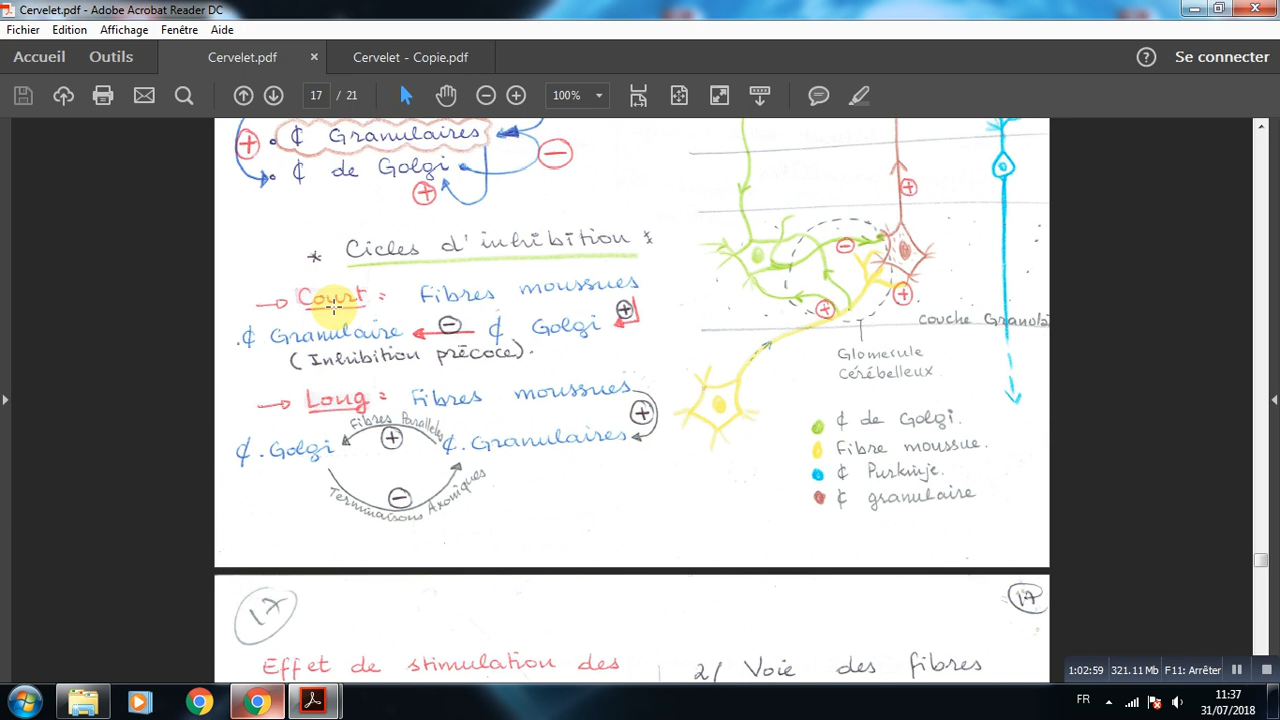 Cervelet.pdf - Adobe Acrobat Reader DC
Fichier Edition Affichage Fenêtre Aide
Accueil Outils Cervelet.pdf × Cervelet - Copie.pdf ? Se connecter
17 / 21 100%
+ . ₵ Granulaires
−
. ₵ de Golgi
+
* Cicles d'inhibition *
→ Court : Fibres moussues
+
.₵ Granulaire − ₵ Golgi
(Inhibition précoce).
→ Long : Fibres moussues
+
Fibres Parallèles
+
₵. Golgi ₵. Granulaires
−
Terminaisons Axoniques
+
−
+
+
couche Granula
Glomerule
cérébelleux.
₵ de Golgi.
Fibre moussue.
₵ Purkinje.
₵ granulaire
17
17
Effet de stimulation des
2/ Voie des fibres
1:02:59 321.11 Mb F11: Arrêter
FR
11:37
31/07/2018